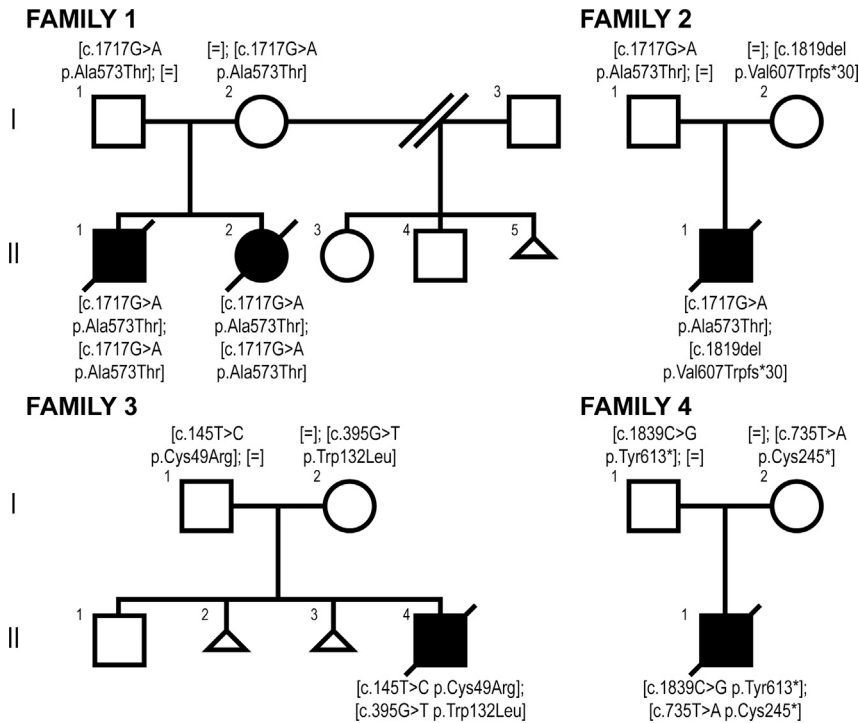 FAMILY 1
[c.1717G>A
p.Ala573Thr]; [=]
[=]; [c.1717G>A
p.Ala573Thr]
1
2
3
I
1
2
3
4
5
II
[c.1717G>A
p.Ala573Thr];
[c.1717G>A
p.Ala573Thr]
[c.1717G>A
p.Ala573Thr];
[c.1717G>A
p.Ala573Thr]
FAMILY 2
[c.1717G>A
p.Ala573Thr]; [=]
[=]; [c.1819del
p.Val607Trpfs*30]
1
2
1
[c.1717G>A
p.Ala573Thr];
[c.1819del
p.Val607Trpfs*30]
FAMILY 3
[c.145T>C
p.Cys49Arg]; [=]
[=]; [c.395G>T
p.Trp132Leu]
1
2
I
1
2
3
4
II
[c.145T>C p.Cys49Arg];
[c.395G>T p.Trp132Leu]
FAMILY 4
[c.1839C>G
p.Tyr613*]; [=]
[=]; [c.735T>A
p.Cys245*]
1
2
1
[c.1839C>G p.Tyr613*];
[c.735T>A p.Cys245*]